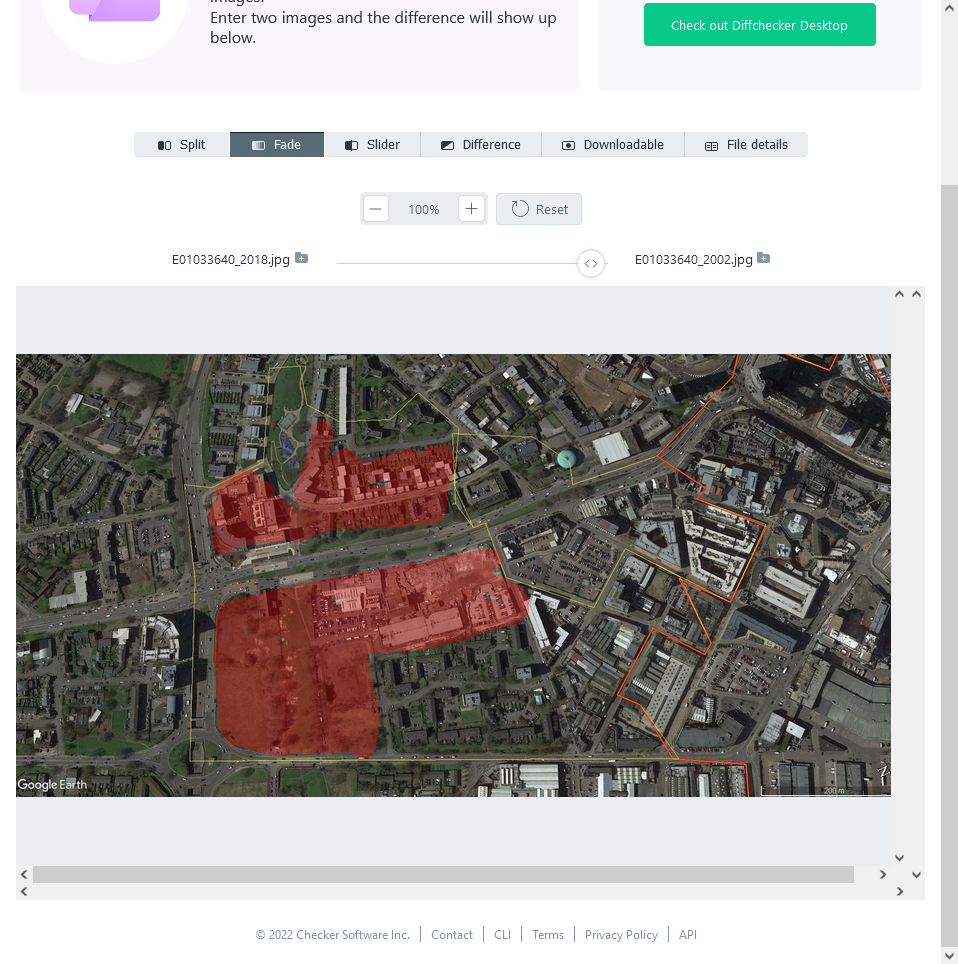 images.
Enter two images and the difference will show up
below.
Check out Diffchecker Desktop
Split
Fade
Slider
Difference
Downloadable
File details
100%
Reset
E01033640_2018.jpg
E01033640_2002.jpg
Google Earth
200 m
© 2022 Checker Software Inc.
Contact
CLI
Terms
Privacy Policy
API